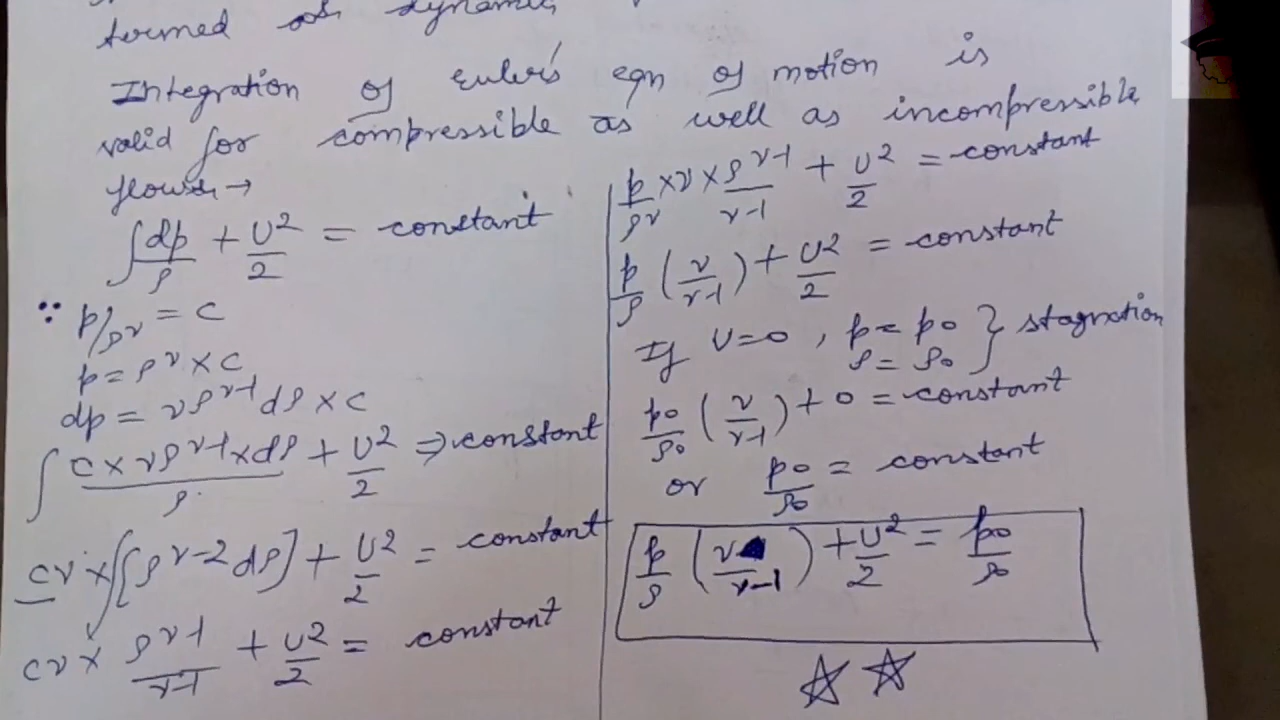 termed as dynamic
Integration of Euler's eqn of motion is
valid for compressible as well as incompressible
flows →
∫ dp/ρ + U²/2 = constant
∵ p/ρ^γ = C
p = ρ^γ × C
dp = γρ^γ-1 dρ × C
∫ C × γρ^γ-1 × dρ / ρ + U²/2 ⇒ constant
Cγ × ∫[ρ^γ-2 dρ] + U²/2 = constant
Cγ × ρ^γ-1 / γ-1 + U²/2 = constant
p/ρ^γ × γ × ρ^γ-1 / γ-1 + U²/2 = constant
p/ρ (γ/γ-1) + U²/2 = constant
If U=0, p = p0 } stagnation
ρ = ρ0
p0/ρ0 (γ/γ-1) + 0 = constant
or p0/ρ0 = constant
p/ρ (γ/γ-1) + U²/2 = p0/ρ0